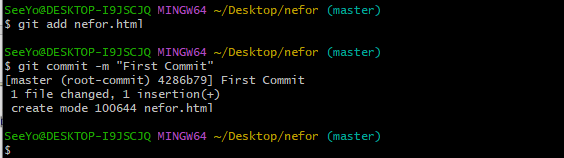 SeeYo@DESKTOP-I9JSCJQ MINGW64 ~/Desktop/nefor (master)
$ git add nefor.html
SeeYo@DESKTOP-I9JSCJQ MINGW64 ~/Desktop/nefor (master)
$ git commit -m "First Commit"
[master (root-commit) 4286b79] First Commit
 1 file changed, 1 insertion(+)
 create mode 100644 nefor.html
SeeYo@DESKTOP-I9JSCJQ MINGW64 ~/Desktop/nefor (master)
$